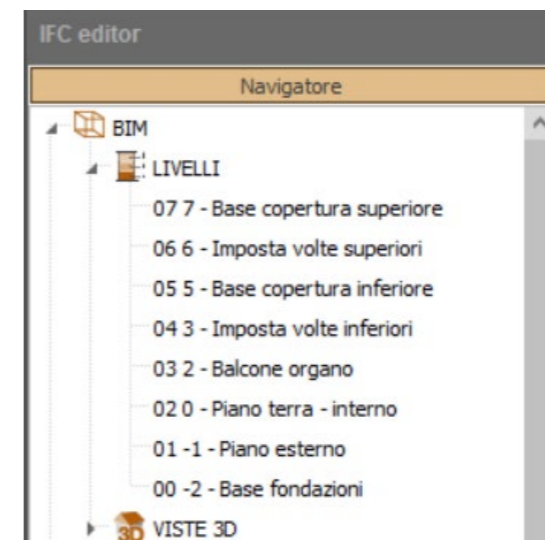 IFC editor
Navigatore
BIM
LIVELLI
07 7 - Base copertura superiore
06 6 - Imposta volte superiori
05 5 - Base copertura inferiore
04 3 - Imposta volte inferiori
03 2 - Balcone organo
02 0 - Piano terra - interno
01 -1 - Piano esterno
00 -2 - Base fondazioni
3D VISTE 3D